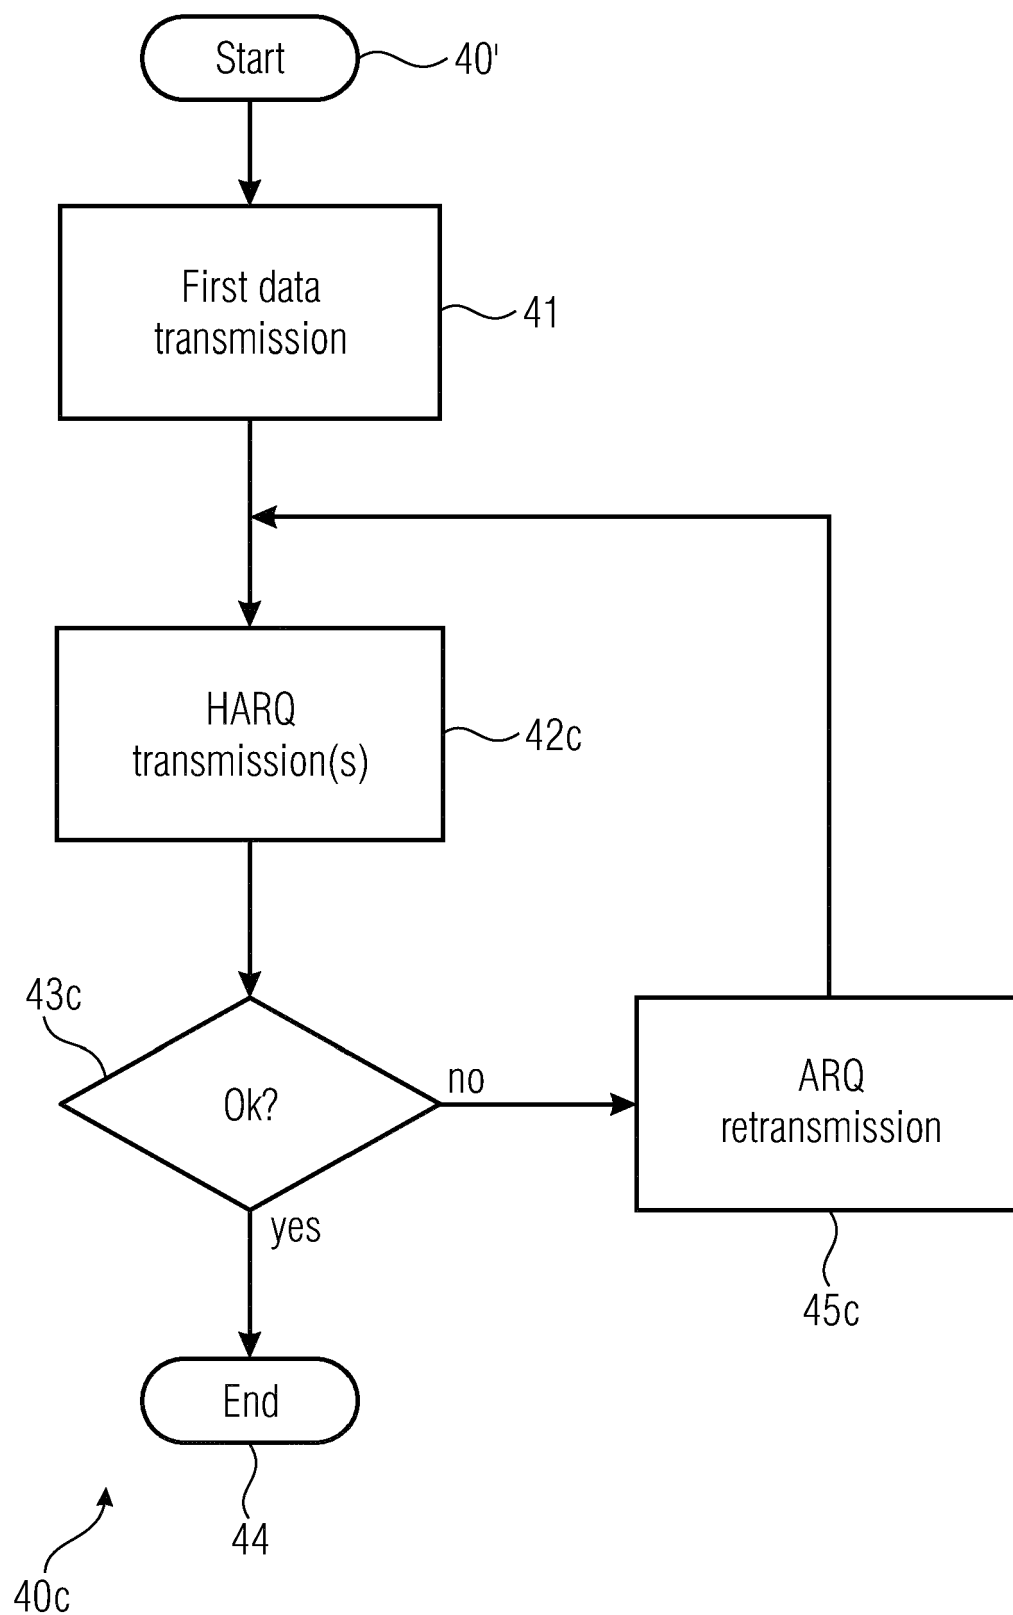 Start
40'
First data
transmission
41
HARQ
transmission(s)
42c
43c
Ok?
no
ARQ
retransmission
45c
yes
End
44
40c